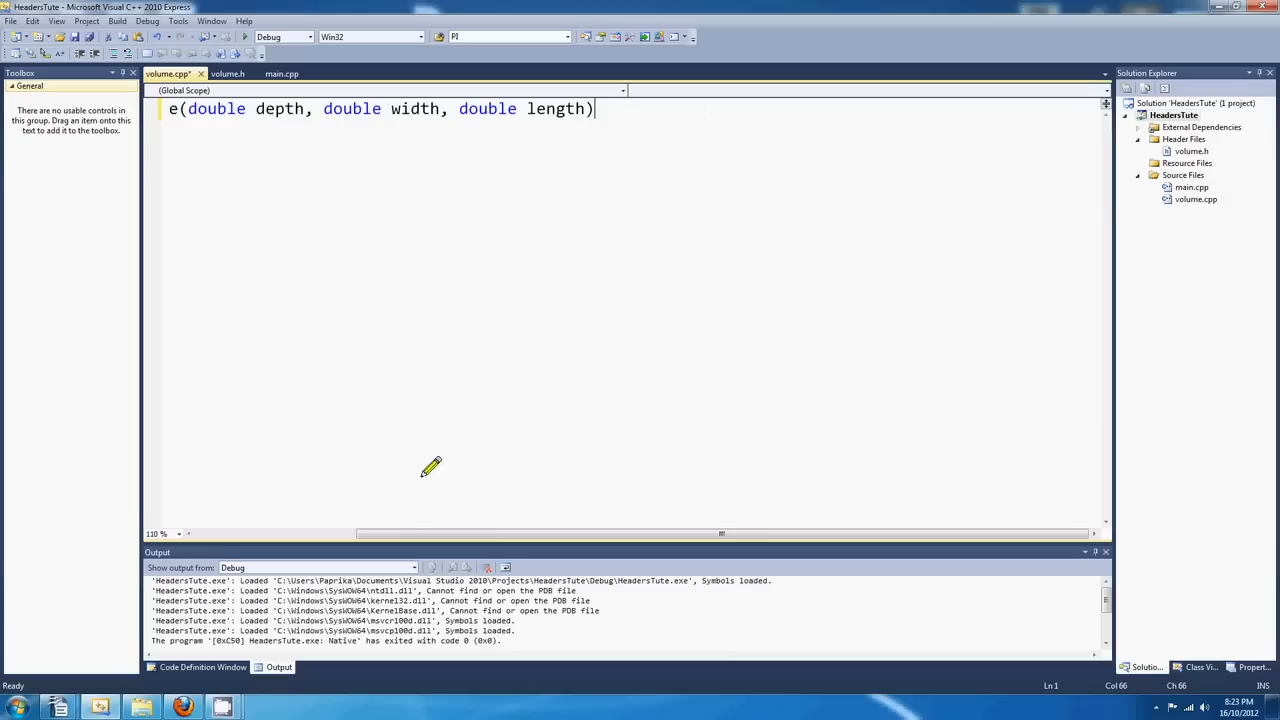 HeadersTute - Microsoft Visual C++ 2010 Express
File Edit View Project Build Debug Tools Window Help
Debug Win32 PI
Toolbox
General
There are no usable controls in
this group. Drag an item onto this
text to add it to the toolbox.
volume.cpp* volume.h main.cpp
(Global Scope)
e(double depth, double width, double length)
110 %
Solution Explorer
Solution 'HeadersTute' (1 project)
HeadersTute
External Dependencies
Header Files
volume.h
Resource Files
Source Files
main.cpp
volume.cpp
Output
Show output from: Debug
'HeadersTute.exe': Loaded 'C:\Users\Paprika\Documents\Visual Studio 2010\Projects\HeadersTute\Debug\HeadersTute.exe', Symbols loaded.
'HeadersTute.exe': Loaded 'C:\Windows\SysWOW64\ntdll.dll', Cannot find or open the PDB file
'HeadersTute.exe': Loaded 'C:\Windows\SysWOW64\kernel32.dll', Cannot find or open the PDB file
'HeadersTute.exe': Loaded 'C:\Windows\SysWOW64\KernelBase.dll', Cannot find or open the PDB file
'HeadersTute.exe': Loaded 'C:\Windows\SysWOW64\msvcr100d.dll', Symbols loaded.
'HeadersTute.exe': Loaded 'C:\Windows\SysWOW64\msvcp100d.dll', Symbols loaded.
The program '[0xC50] HeadersTute.exe: Native' has exited with code 0 (0x0).
Code Definition Window Output
Solutio... Class Vi... Propert...
Ready Ln 1 Col 66 Ch 66 INS
8:23 PM
16/10/2012